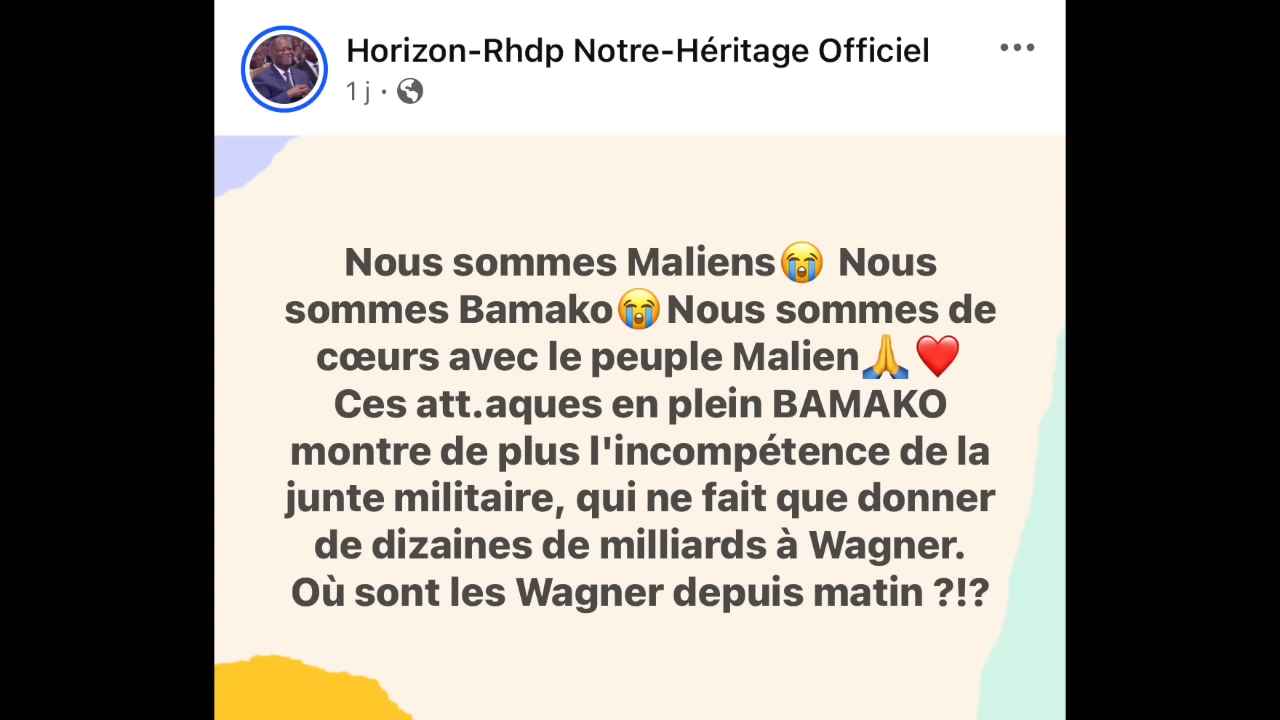 Horizon-Rhdp Notre-Héritage Officiel
1 j ·
Nous sommes Maliens😭 Nous
sommes Bamako😭Nous sommes de
cœurs avec le peuple Malien🙏❤️
Ces att.aques en plein BAMAKO
montre de plus l'incompétence de la
junte militaire, qui ne fait que donner
de dizaines de milliards à Wagner.
Où sont les Wagner depuis matin ?!?